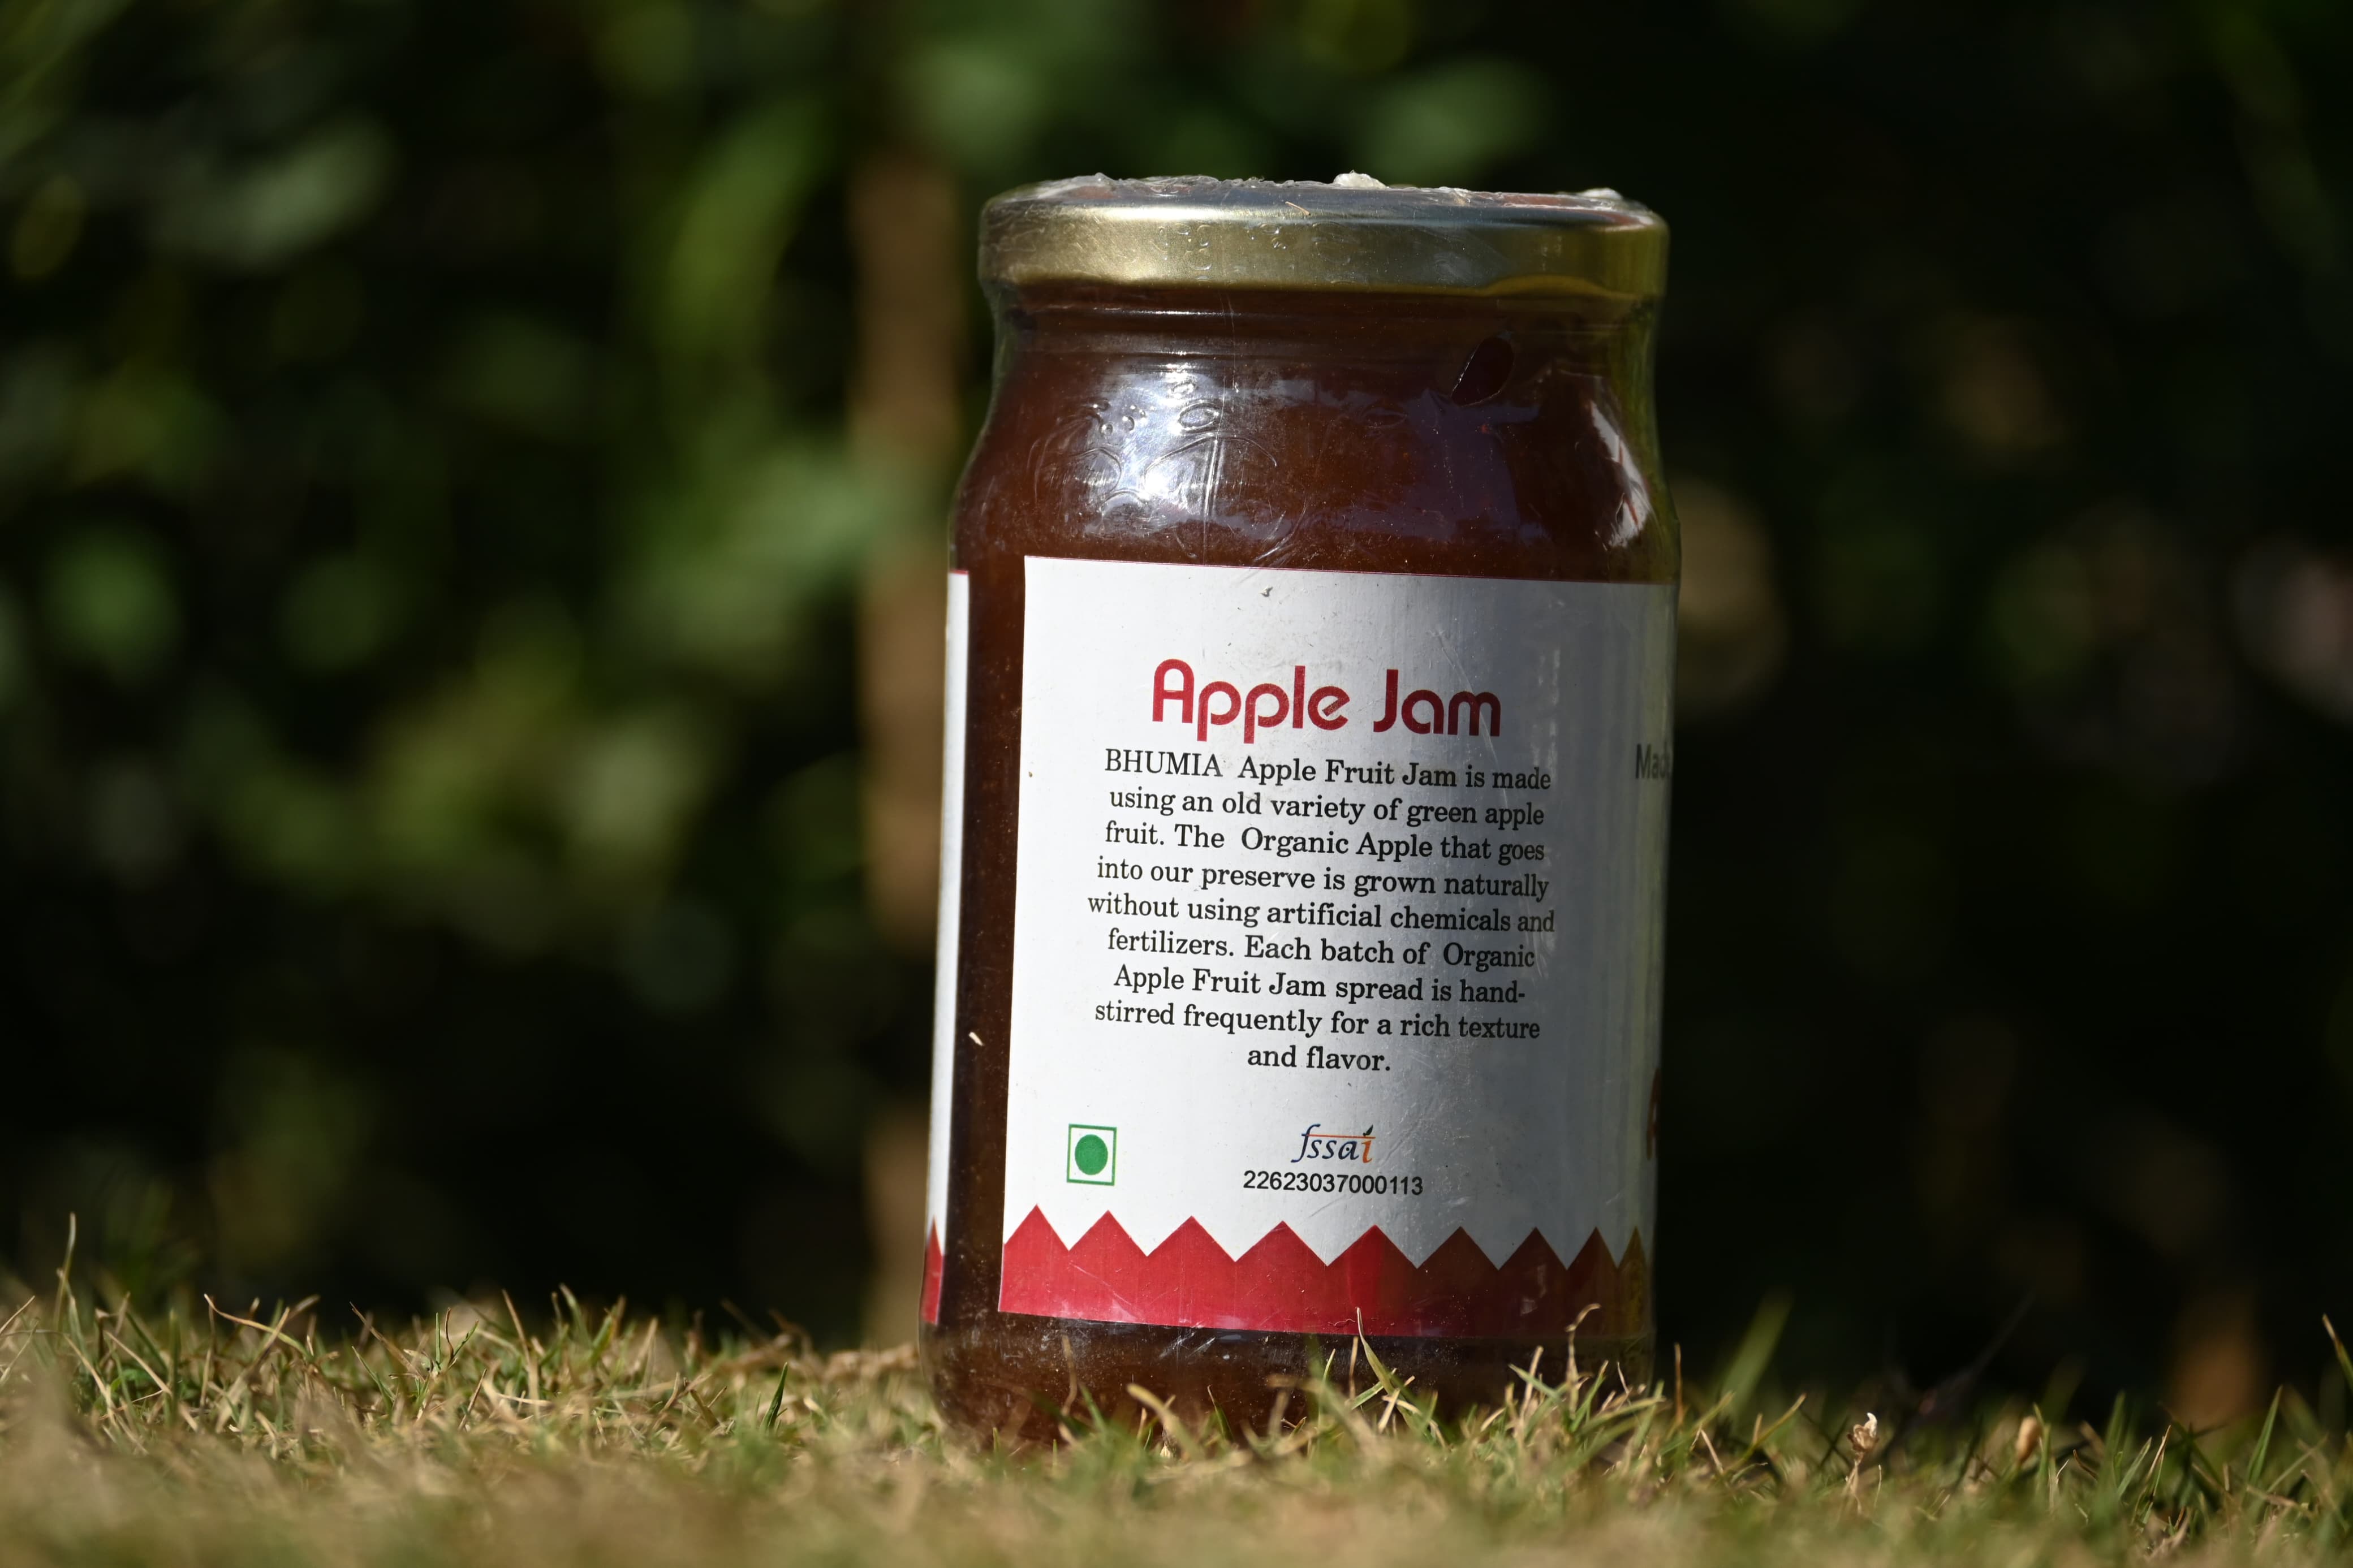 Apple Jam
BHUMIA Apple Fruit Jam is made
using an old variety of green apple
fruit. The Organic Apple that goes
into our preserve is grown naturally
without using artificial chemicals and
fertilizers. Each batch of Organic
Apple Fruit Jam spread is hand-
stirred frequently for a rich texture
and flavor.
fssai
22623037000113